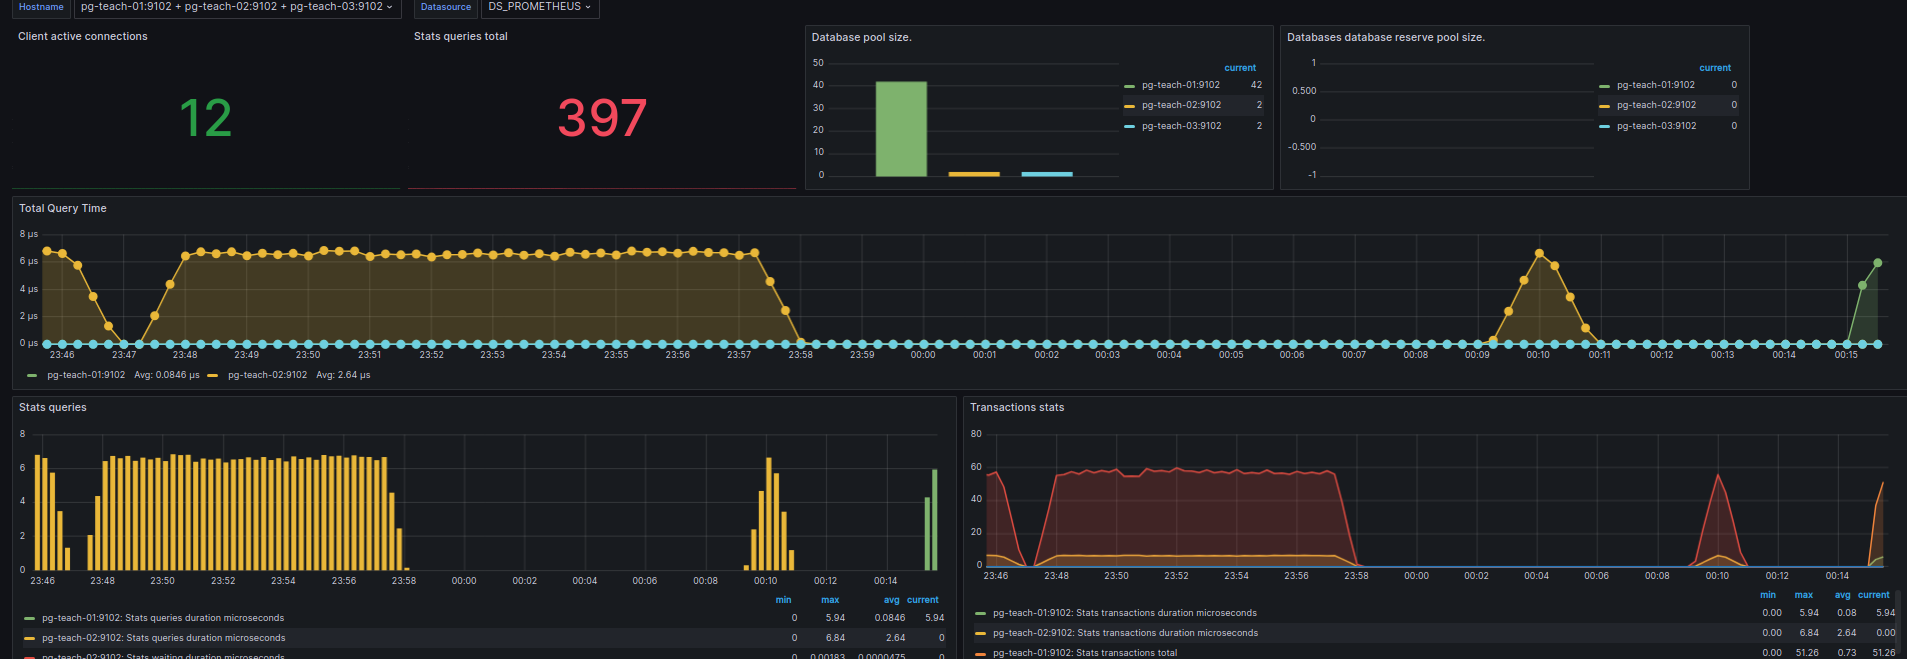 Hostname pg-teach-01:9102 + pg-teach-02:9102 + pg-teach-03:9102 Datasource DS_PROMETHEUS
Client active connections
12
Stats queries total
397
Database pool size.
50
40
30
20
10
0
current
pg-teach-01:9102 42
pg-teach-02:9102 2
pg-teach-03:9102 2
Databases database reserve pool size.
1
0.500
0
-0.500
-1
current
pg-teach-01:9102 0
pg-teach-02:9102 0
pg-teach-03:9102 0
Total Query Time
8 µs
6 µs
4 µs
2 µs
0 µs
23:46 23:47 23:48 23:49 23:50 23:51 23:52 23:53 23:54 23:55 23:56 23:57 23:58 23:59 00:00 00:01 00:02 00:03 00:04 00:05 00:06 00:07 00:08 00:09 00:10 00:11 00:12 00:13 00:14 00:15
pg-teach-01:9102 Avg: 0.0846 µs pg-teach-02:9102 Avg: 2.64 µs
Stats queries
8
6
4
2
0
23:46 23:48 23:50 23:52 23:54 23:56 23:58 00:00 00:02 00:04 00:06 00:08 00:10 00:12 00:14
min max avg current
pg-teach-01:9102: Stats queries duration microseconds 0 5.94 0.0846 5.94
pg-teach-02:9102: Stats queries duration microseconds 0 6.84 2.64 0
pg-teach-02:9102: Stats waiting duration microseconds 0 0.00183 0.0000475 0
Transactions stats
80
60
40
20
0
23:46 23:48 23:50 23:52 23:54 23:56 23:58 00:00 00:02 00:04 00:06 00:08 00:10 00:12 00:14
min max avg current
pg-teach-01:9102: Stats transactions duration microseconds 0.00 5.94 0.08 5.94
pg-teach-02:9102: Stats transactions duration microseconds 0.00 6.84 2.64 0.00
pg-teach-01:9102: Stats transactions total 0.00 51.26 0.73 51.26